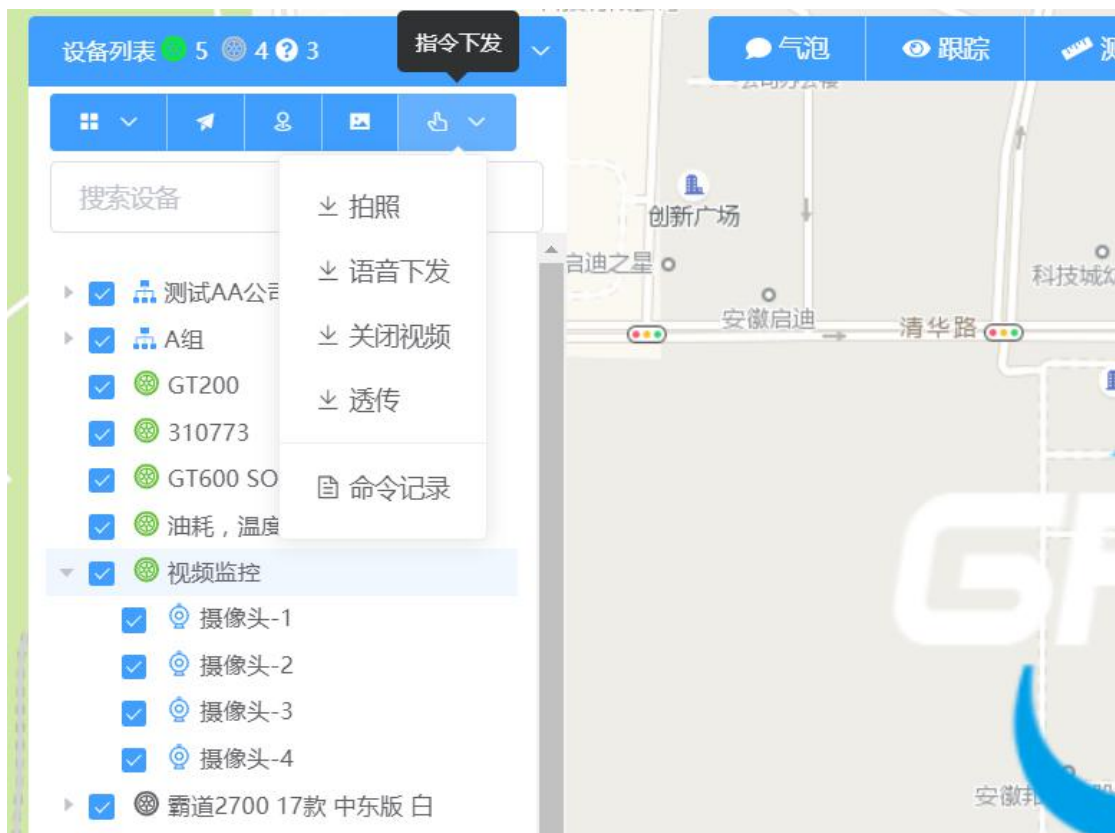 设备列表 5 4 3
指令下发
气泡
跟踪
搜索设备
拍照
语音下发
关闭视频
透传
命令记录
测试AA公司
A组
GT200
310773
GT600 SO
油耗，温度
视频监控
摄像头-1
摄像头-2
摄像头-3
摄像头-4
霸道2700 17款 中东版 白
创新广场
启迪之星
科技城幼
安徽启迪
清华路
安徽